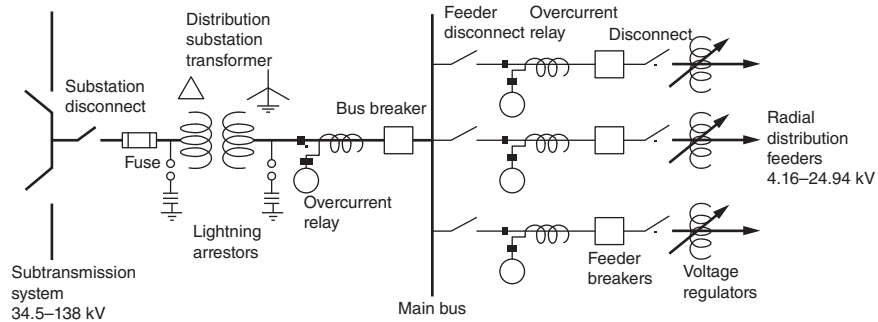 Distribution
substation
transformer
Feeder
disconnect
Overcurrent
relay
Disconnect
Substation
disconnect
Bus breaker
Fuse
Radial
distribution
feeders
4.16–24.94 kV
Overcurrent
relay
Lightning
arrestors
Subtransmission
system
34.5–138 kV
Main bus
Feeder
breakers
Voltage
regulators